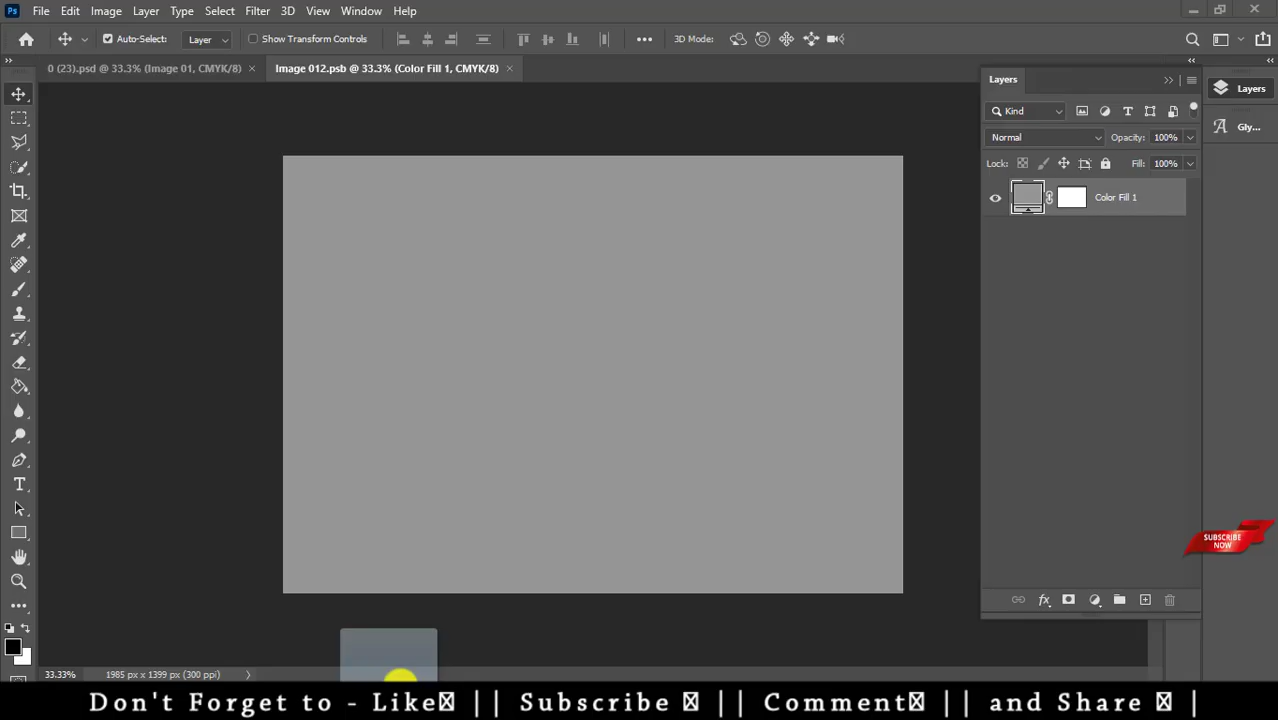 Ps File Edit Image Layer Type Select Filter 3D View Window Help
Auto-Select: Layer Show Transform Controls 3D Mode:
0 (23).psd @ 33.3% (Image 01, CMYK/8) Image 012.psb @ 33.3% (Color Fill 1, CMYK/8)
Layers
Kind
Normal Opacity: 100%
Lock: Fill: 100%
Color Fill 1
Layers
Gly...
SUBSCRIBE
NOW
33.33% 1985 px x 1399 px (300 ppi)
Don't Forget to - Like || Subscribe || Comment || and Share |